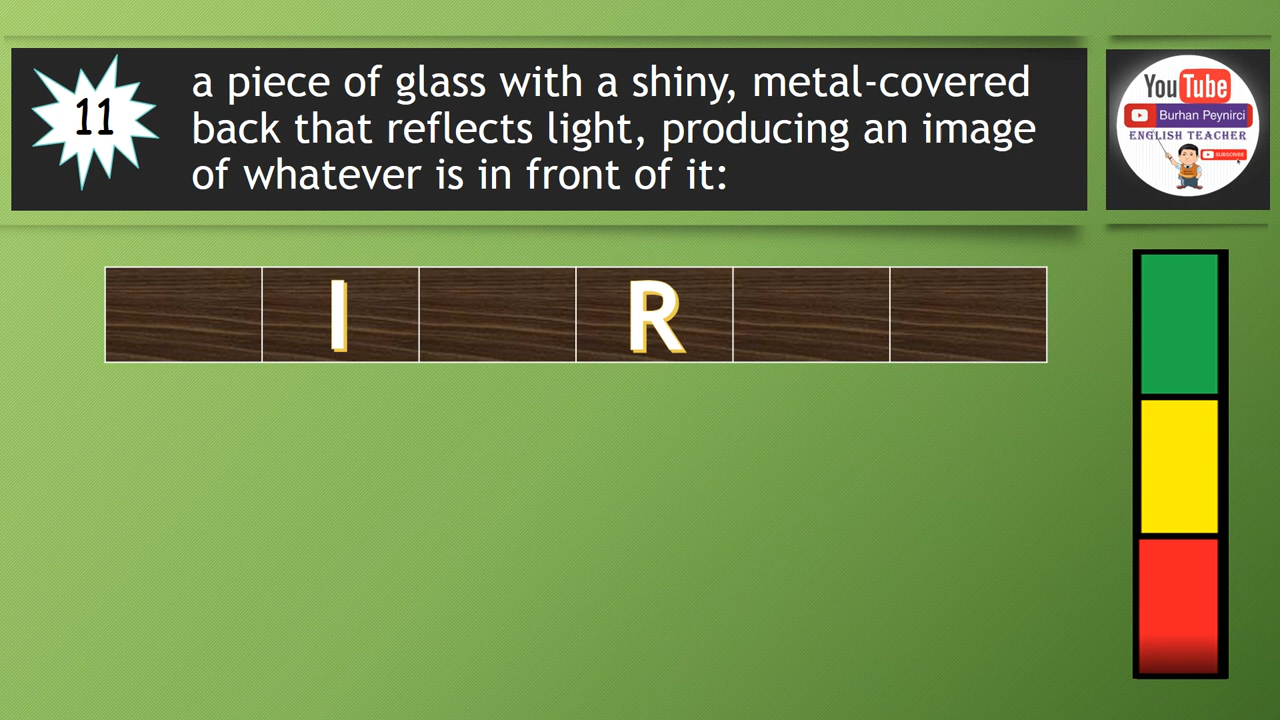 11
a piece of glass with a shiny, metal-covered
back that reflects light, producing an image
of whatever is in front of it:
YouTube
Burhan Peynirci
ENGLISH TEACHER
SUBSCRIBE
I R